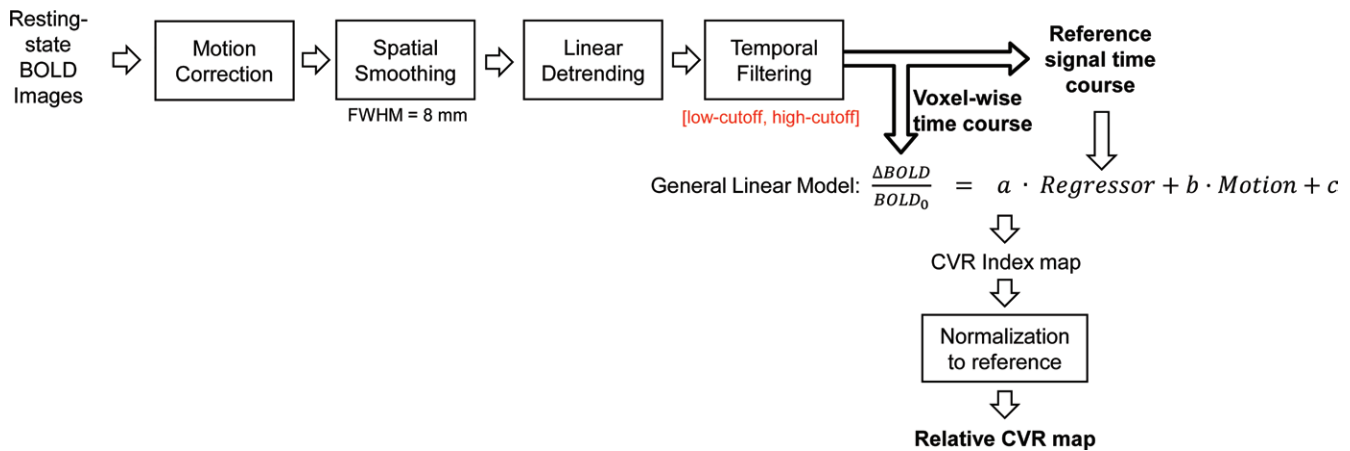 Resting-
state
BOLD
Images
Motion
Correction
Spatial
Smoothing
FWHM = 8 mm
Linear
Detrending
Temporal
Filtering
[low-cutoff, high-cutoff]
Reference
signal time
course
Voxel-wise
time course
General Linear Model: ΔBOLD/BOLD₀ = a · Regressor + b · Motion + c
CVR Index map
Normalization
to reference
Relative CVR map